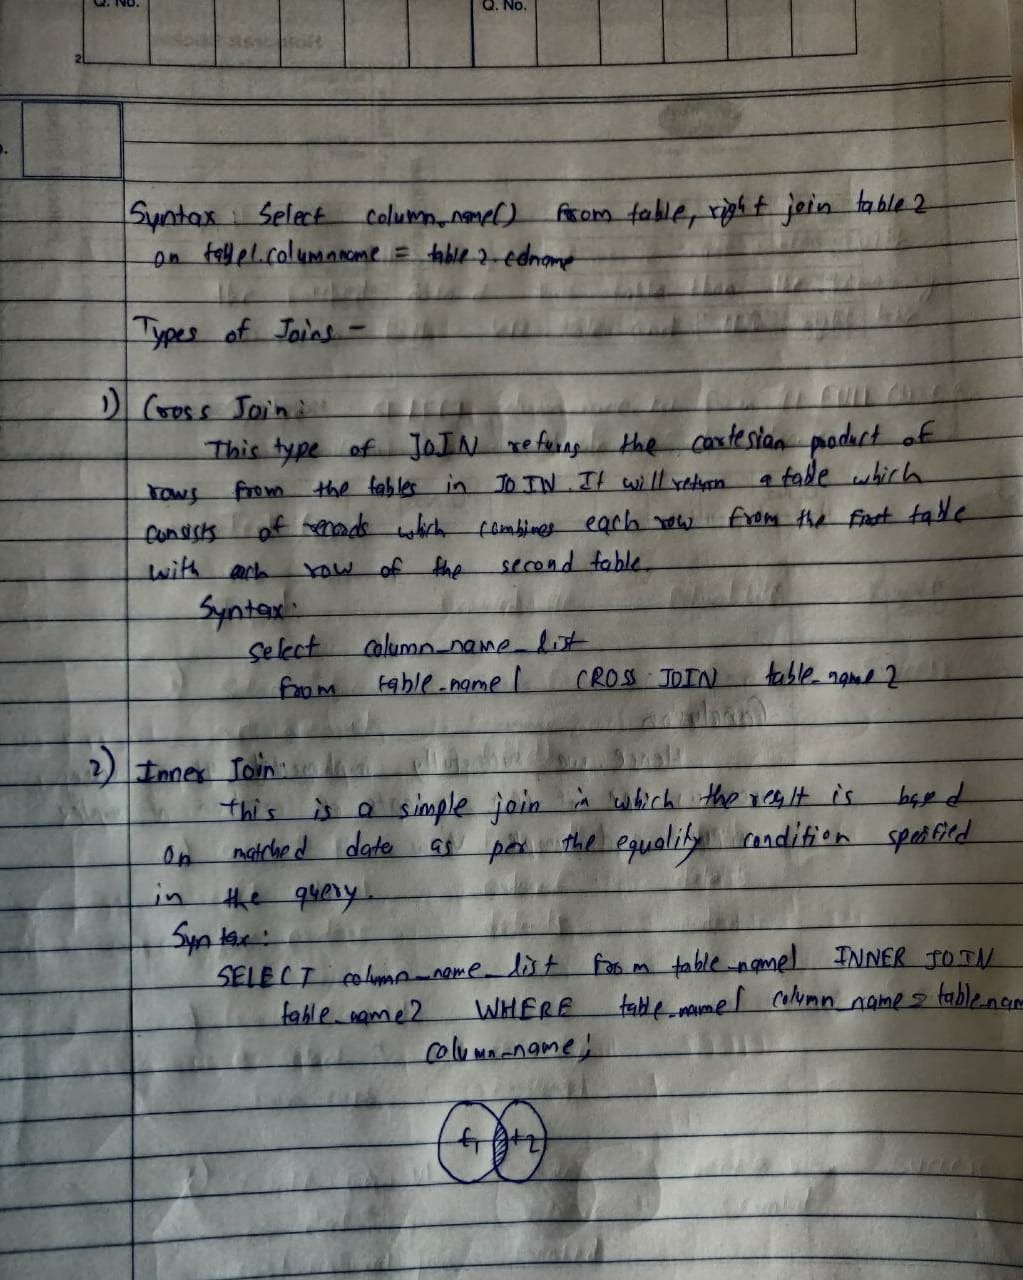 Q. No.
Q. No.
2
Syntax : Select column_name() from table, right join table 2
on table1.columnname = table 2. colname
Types of Joins –
1) Cross Join :
This type of JOIN returns the cartesian product of
rows from the tables in JOIN. It will return a table which
consists of records which combines each row from the first table
with each row of the second table.
Syntax :
Select column_name_list
from table_name1 CROSS JOIN table_name2
2) Inner Join :
this is a simple join in which the result is based
on matched data as per the equality condition specified
in the query.
Syntax :
SELECT column_name_list from table_name1 INNER JOIN
table_name2 WHERE table_name1 column_name = table_nam
column_name;
t1 t2